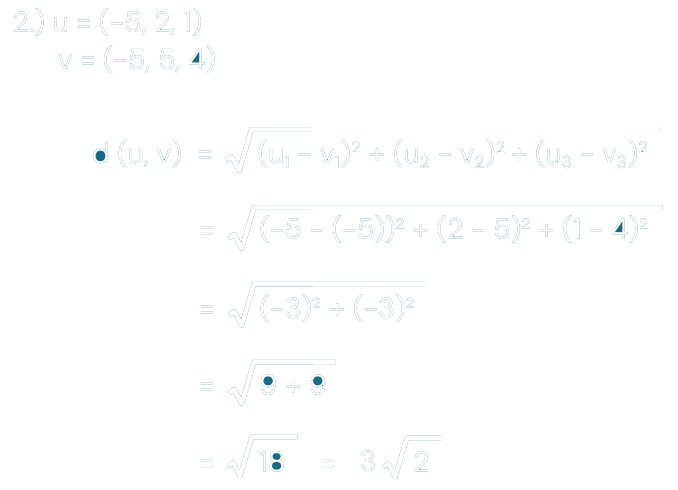 2.) u = (-5, 2, 1)
v = (-5, 5, 4)
d (u, v) = √(u₁ - v₁)² + (u₂ - v₂)² + (u₃ - v₃)²
= √(-5 - (-5))² + (2 - 5)² + (1 - 4)²
= √(-3)² + (-3)²
= √9 + 9
= √18 = 3√2